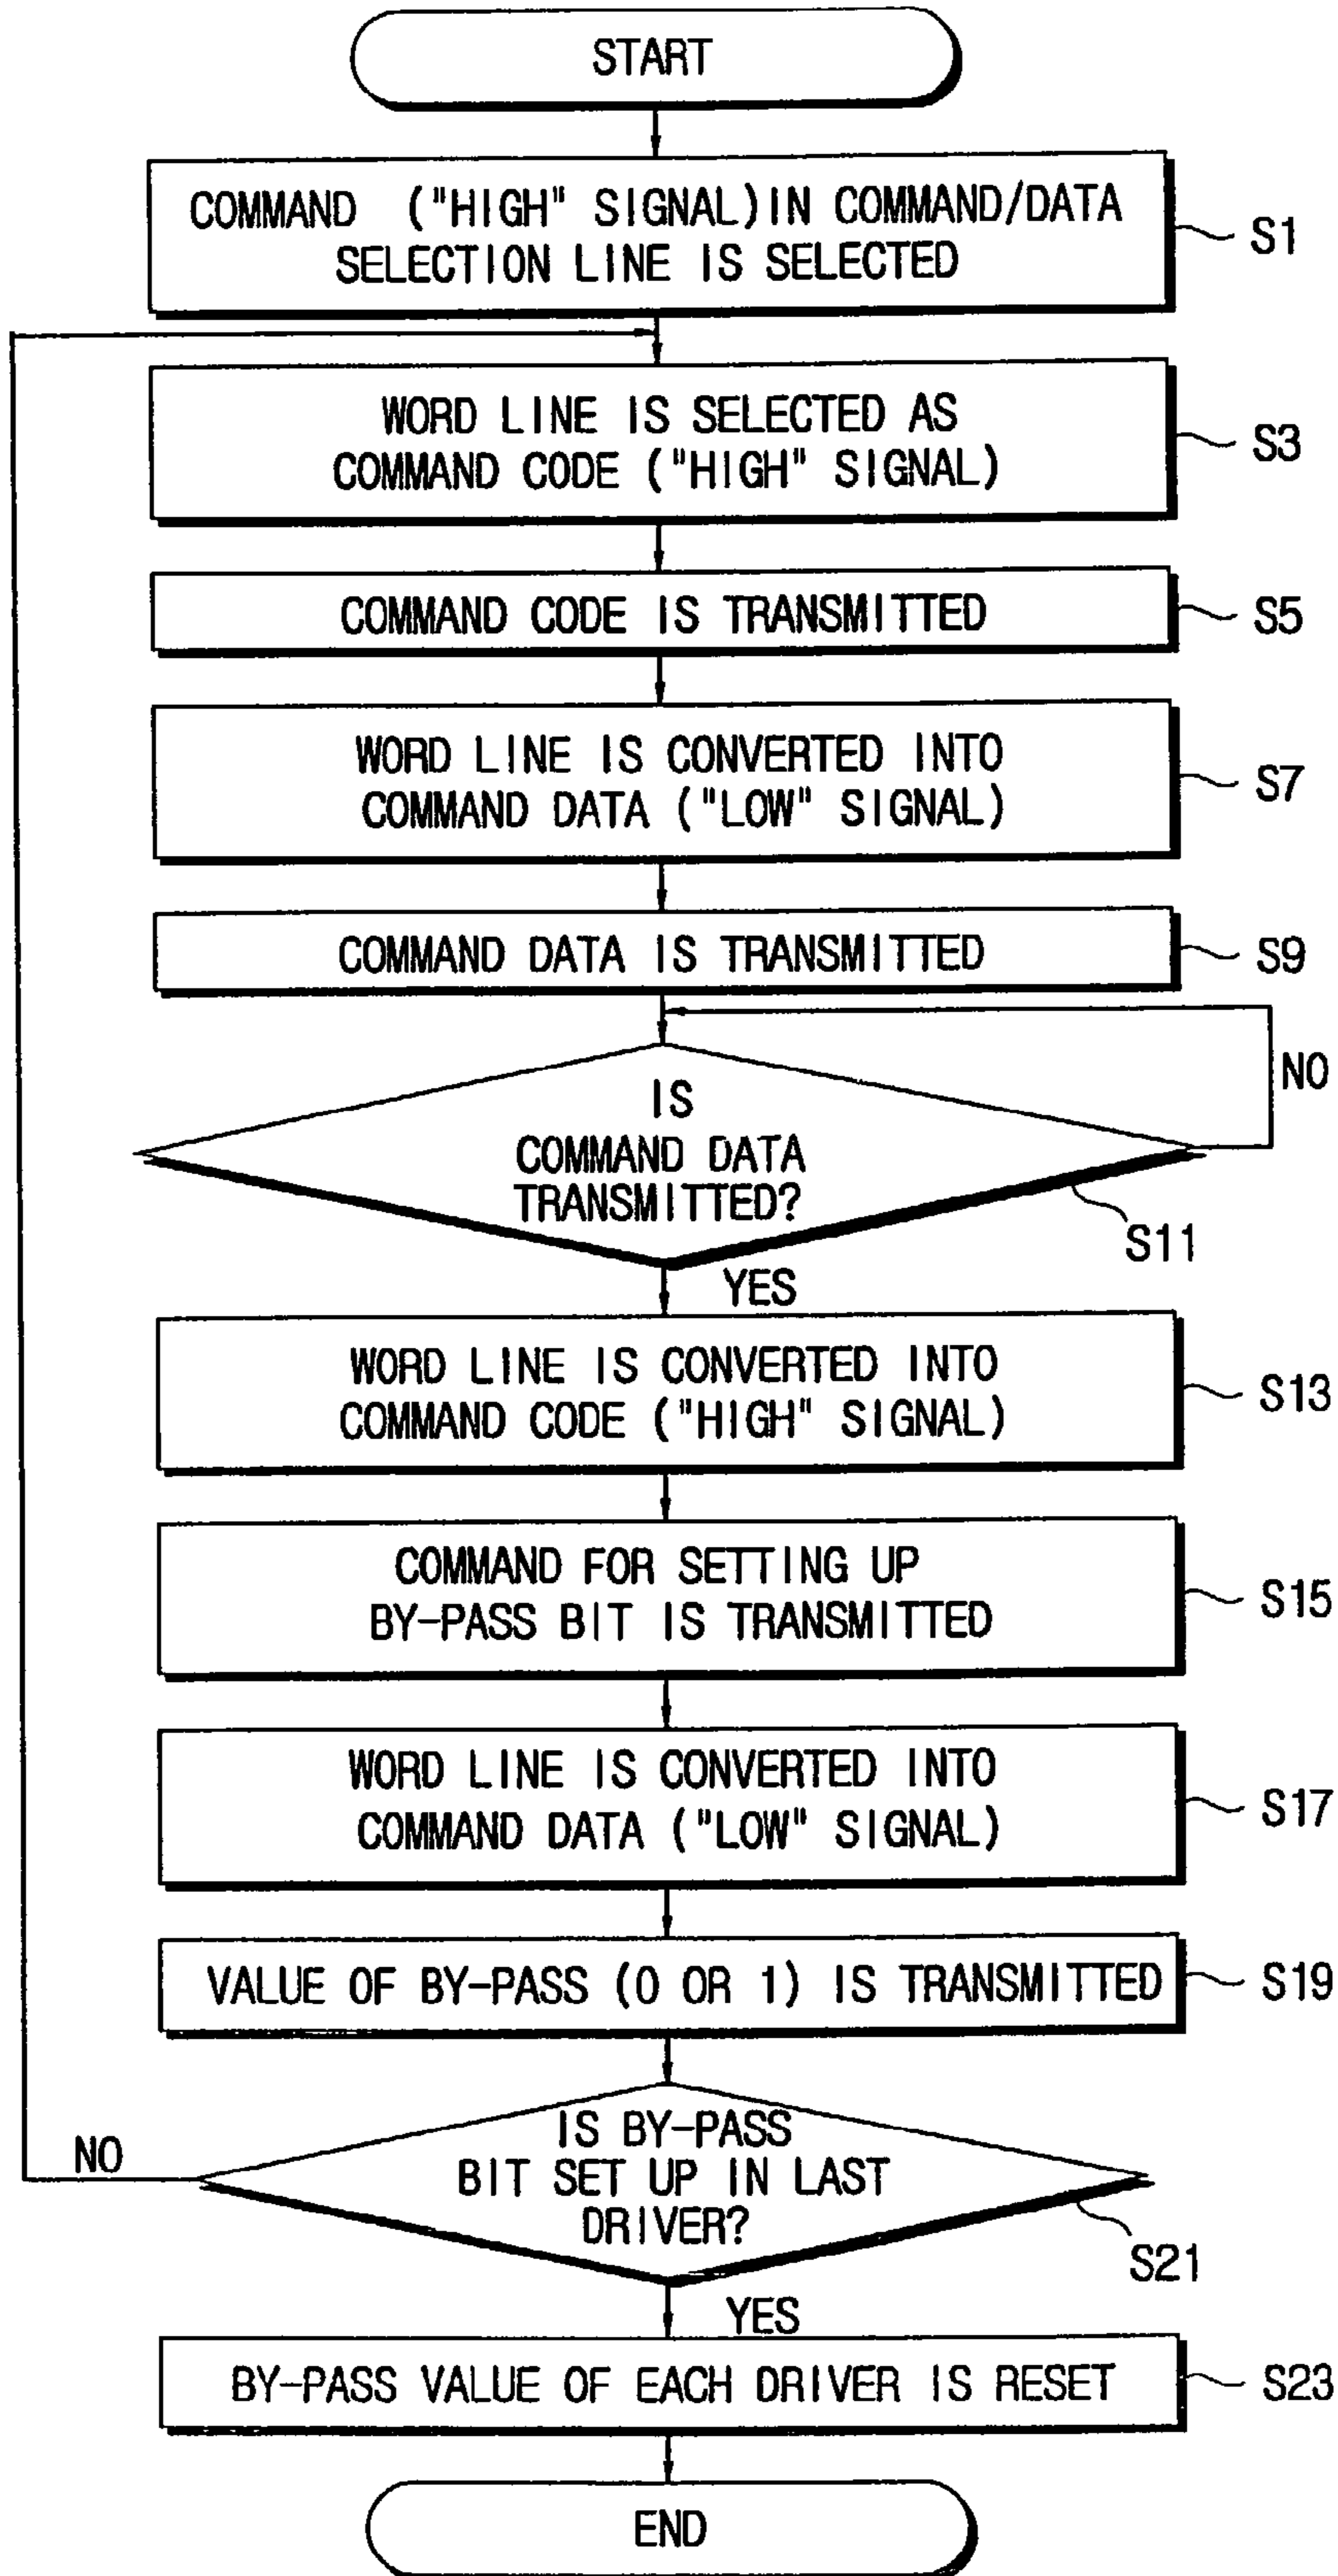 START
COMMAND ("HIGH" SIGNAL)IN COMMAND/DATA
SELECTION LINE IS SELECTED
S1
WORD LINE IS SELECTED AS
COMMAND CODE ("HIGH" SIGNAL)
S3
COMMAND CODE IS TRANSMITTED
S5
WORD LINE IS CONVERTED INTO
COMMAND DATA ("LOW" SIGNAL)
S7
COMMAND DATA IS TRANSMITTED
S9
NO
IS
COMMAND DATA
TRANSMITTED?
S11
YES
WORD LINE IS CONVERTED INTO
COMMAND CODE ("HIGH" SIGNAL)
S13
COMMAND FOR SETTING UP
BY-PASS BIT IS TRANSMITTED
S15
WORD LINE IS CONVERTED INTO
COMMAND DATA ("LOW" SIGNAL)
S17
VALUE OF BY-PASS (0 OR 1) IS TRANSMITTED
S19
NO
IS BY-PASS
BIT SET UP IN LAST
DRIVER?
S21
YES
BY-PASS VALUE OF EACH DRIVER IS RESET
S23
END